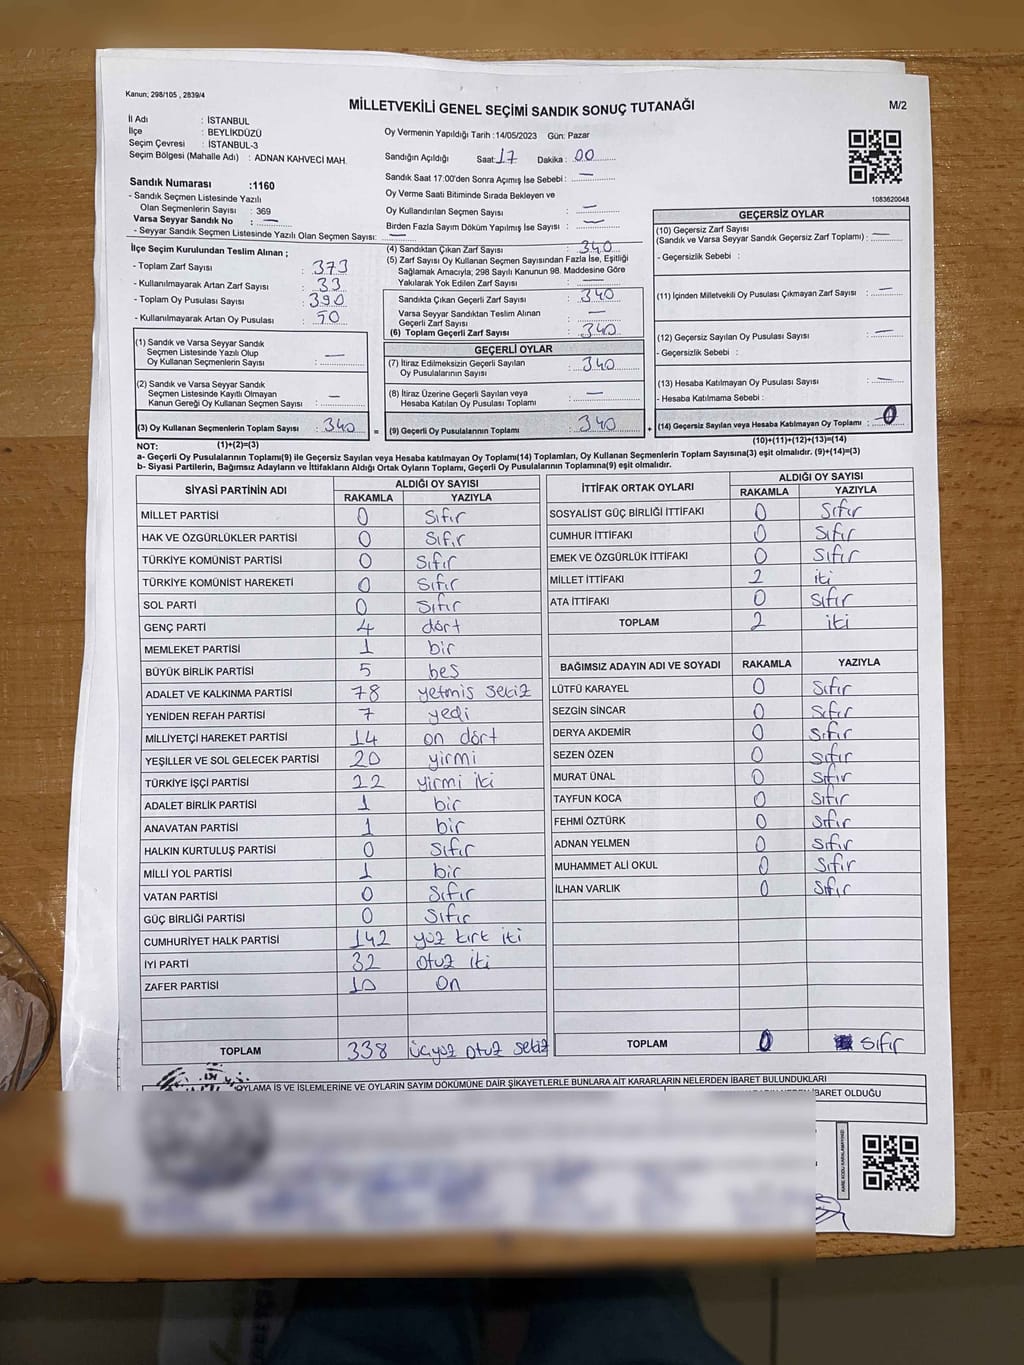 Kanun; 298/105 , 2839/4
MİLLETVEKİLİ GENEL SEÇİMİ SANDIK SONUÇ TUTANAĞI
M/2
İl Adı : İSTANBUL
İlçe : BEYLİKDÜZÜ
Seçim Çevresi : İSTANBUL-3
Seçim Bölgesi (Mahalle Adı) : ADNAN KAHVECİ MAH.
Oy Vermenin Yapıldığı Tarih :14/05/2023 Gün: Pazar
Sandığın Açıldığı Saat: 17 Dakika : 00
Sandık Saat 17:00'den Sonra Açımış İse Sebebi : —
Oy Verme Saati Bitiminde Sırada Bekleyen ve
Oy Kullandırılan Seçmen Sayısı : —
Birden Fazla Sayım Döküm Yapılmış İse Sayısı : —
1083620048
Sandık Numarası :1160
- Sandık Seçmen Listesinde Yazılı
Olan Seçmenlerin Sayısı : 369
Varsa Seyyar Sandık No : —
- Seyyar Sandık Seçmen Listesinde Yazılı Olan Seçmen Sayısı: —
İlçe Seçim Kurulundan Teslim Alınan ;
- Toplam Zarf Sayısı : 373
- Kullanılmayarak Artan Zarf Sayısı : 33
- Toplam Oy Pusulası Sayısı : 390
- Kullanılmayarak Artan Oy Pusulası : 50
(1) Sandık ve Varsa Seyyar Sandık
Seçmen Listesinde Yazılı Olup
Oy Kullanan Seçmenlerin Sayısı : —
(2) Sandık ve Varsa Seyyar Sandık
Seçmen Listesinde Kayıtlı Olmayan
Kanun Gereği Oy Kullanan Seçmen Sayısı : —
(3) Oy Kullanan Seçmenlerin Toplam Sayısı : 340
(1)+(2)=(3)
(4) Sandıktan Çıkan Zarf Sayısı : 340
(5) Zarf Sayısı Oy Kullanan Seçmen Sayısından Fazla İse, Eşitliği
Sağlamak Amacıyla; 298 Sayılı Kanunun 98. Maddesine Göre
Yakılarak Yok Edilen Zarf Sayısı : —
Sandıkta Çıkan Geçerli Zarf Sayısı : 340
Varsa Seyyar Sandıktan Teslim Alınan
Geçerli Zarf Sayısı : —
(6) Toplam Geçerli Zarf Sayısı : 340
GEÇERLİ OYLAR
(7) İtiraz Edilmeksizin Geçerli Sayılan
Oy Pusulalarının Sayısı : 340
(8) İtiraz Üzerine Geçerli Sayılan veya
Hesaba Katılan Oy Pusulası Toplamı : —
= (9) Geçerli Oy Pusulalarının Toplamı : 340 +
GEÇERSİZ OYLAR
(10) Geçersiz Zarf Sayısı
(Sandık ve Varsa Seyyar Sandık Geçersiz Zarf Toplamı) : —
- Geçersizlik Sebebi :
(11) İçinden Milletvekili Oy Pusulası Çıkmayan Zarf Sayısı : —
(12) Geçersiz Sayılan Oy Pusulası Sayısı : —
- Geçersizlik Sebebi :
(13) Hesaba Katılmayan Oy Pusulası Sayısı : —
- Hesaba Katılmama Sebebi :
(14) Geçersiz Sayılan veya Hesaba Katılmayan Oy Toplamı : 0
(10)+(11)+(12)+(13)=(14)
NOT:
a- Geçerli Oy Pusulalarının Toplamı(9) ile Geçersiz Sayılan veya Hesaba katılmayan Oy Toplamı(14) Toplamları, Oy Kullanan Seçmenlerin Toplam Sayısına(3) eşit olmalıdır. (9)+(14)=(3)
b- Siyasi Partilerin, Bağımsız Adayların ve İttifakların Aldığı Ortak Oyların Toplamı, Geçerli Oy Pusulalarının Toplamına(9) eşit olmalıdır.
SİYASİ PARTİNİN ADI ALDIĞI OY SAYISI
RAKAMLA YAZIYLA
MİLLET PARTİSİ 0 Sıfır
HAK VE ÖZGÜRLÜKLER PARTİSİ 0 Sıfır
TÜRKİYE KOMÜNİST PARTİSİ 0 Sıfır
TÜRKİYE KOMÜNİST HAREKETİ 0 Sıfır
SOL PARTİ 0 Sıfır
GENÇ PARTİ 4 dört
MEMLEKET PARTİSİ 1 bir
BÜYÜK BİRLİK PARTİSİ 5 beş
ADALET VE KALKINMA PARTİSİ 78 yetmiş sekiz
YENİDEN REFAH PARTİSİ 7 yedi
MİLLİYETÇİ HAREKET PARTİSİ 14 on dört
YEŞİLLER VE SOL GELECEK PARTİSİ 20 yirmi
TÜRKİYE İŞÇİ PARTİSİ 22 yirmi iki
ADALET BİRLİK PARTİSİ 1 bir
ANAVATAN PARTİSİ 1 bir
HALKIN KURTULUŞ PARTİSİ 0 Sıfır
MİLLİ YOL PARTİSİ 1 bir
VATAN PARTİSİ 0 Sıfır
GÜÇ BİRLİĞİ PARTİSİ 0 Sıfır
CUMHURİYET HALK PARTİSİ 142 yüz kırk iki
İYİ PARTİ 32 otuz iki
ZAFER PARTİSİ 10 on
TOPLAM 338 üçyüz otuz sekiz
İTTİFAK ORTAK OYLARI ALDIĞI OY SAYISI
RAKAMLA YAZIYLA
SOSYALİST GÜÇ BİRLİĞİ İTTİFAKI 0 Sıfır
CUMHUR İTTİFAKI 0 Sıfır
EMEK VE ÖZGÜRLÜK İTTİFAKI 0 Sıfır
MİLLET İTTİFAKI 2 iki
ATA İTTİFAKI 0 Sıfır
TOPLAM 2 iki
BAĞIMSIZ ADAYIN ADI VE SOYADI RAKAMLA YAZIYLA
LÜTFÜ KARAYEL 0 Sıfır
SEZGİN SİNCAR 0 Sıfır
DERYA AKDEMİR 0 Sıfır
SEZEN ÖZEN 0 Sıfır
MURAT ÜNAL 0 Sıfır
TAYFUN KOCA 0 Sıfır
FEHMİ ÖZTÜRK 0 Sıfır
ADNAN YELMEN 0 Sıfır
MUHAMMET ALİ OKUL 0 Sıfır
İLHAN VARLIK 0 Sıfır
TOPLAM 0 sıfır
OYLAMA İŞ VE İŞLEMLERİNE VE OYLARIN SAYIM DÖKÜMÜNE DAİR ŞİKAYETLERLE BUNLARA AİT KARARLARIN NELERDEN İBARET BULUNDUKLARI
İBARET OLDUĞU